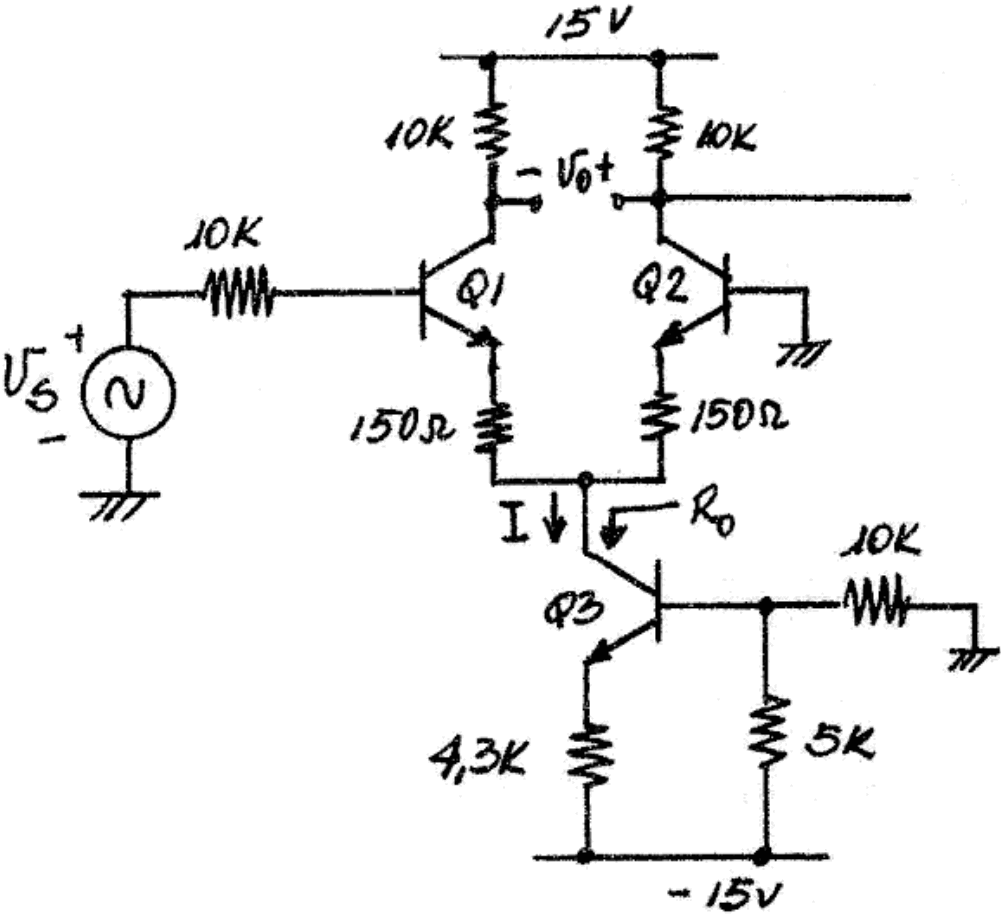 15V
10K
10K
- v₀ +
10K
Q1
Q2
+
vs
-
150Ω
150Ω
I
R₀
10K
Q3
4,3K
5K
- 15v